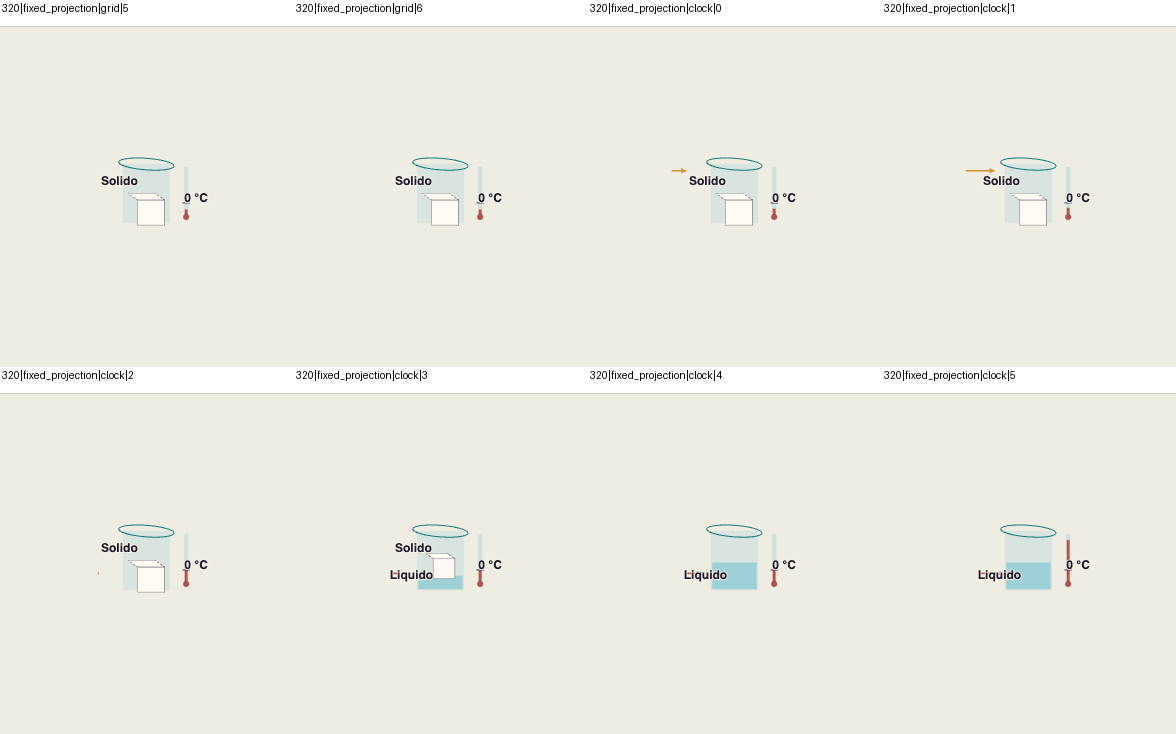 320|fixed_projection|grid|5
320|fixed_projection|grid|6
320|fixed_projection|clock|0
320|fixed_projection|clock|1
Solido
0 °C
Solido
0 °C
Solido
0 °C
Solido
0 °C
320|fixed_projection|clock|2
320|fixed_projection|clock|3
320|fixed_projection|clock|4
320|fixed_projection|clock|5
Solido
0 °C
Solido
0 °C
Liquido
0 °C
Liquido
0 °C
Liquido